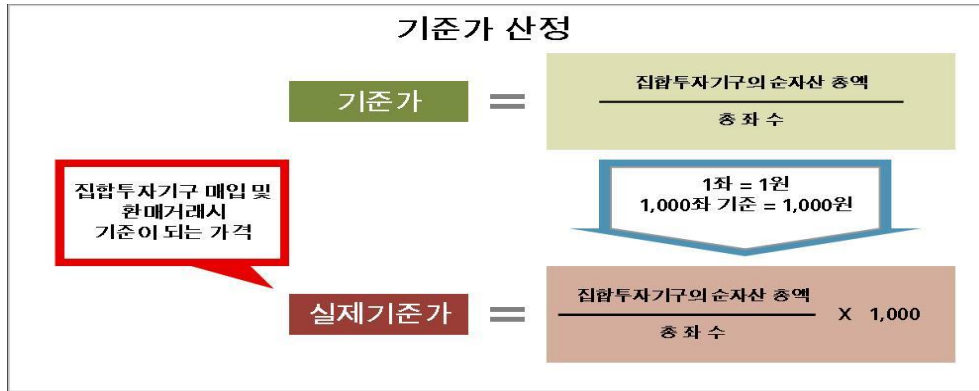 기준가 산정
기준가 = 집합투자기구의 순자산 총액
총 좌 수
집합투자기구 매입 및
환매거래시
기준이 되는 가격
1좌 = 1원
1,000좌 기준 = 1,000원
실제기준가 = 집합투자기구의 순자산 총액
총 좌 수
X 1,000